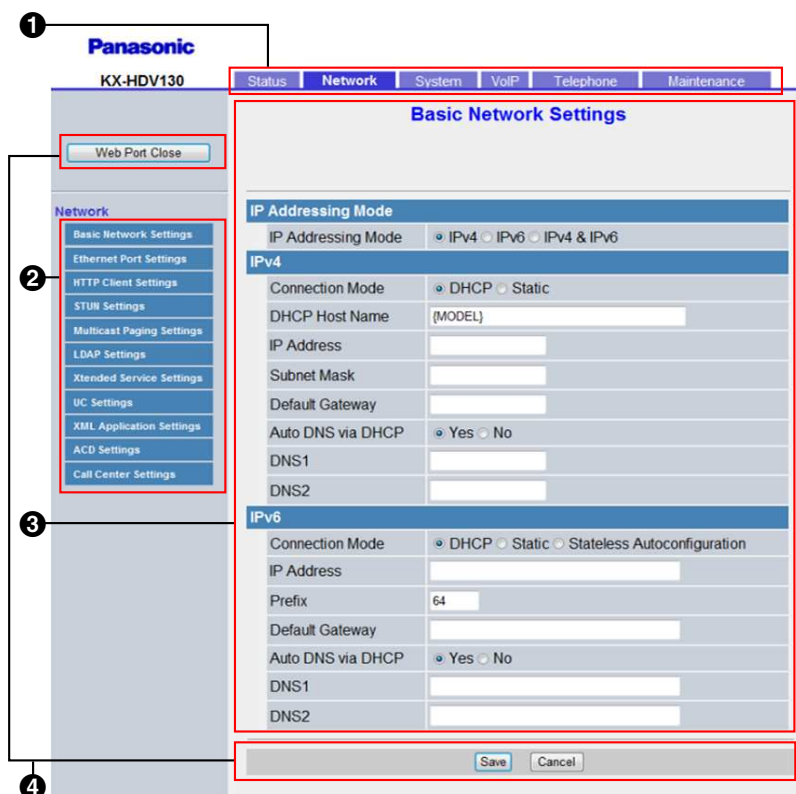 ❶
Panasonic
KX-HDV130
Status Network System VoIP Telephone Maintenance
Basic Network Settings
Web Port Close
Network
❷
Basic Network Settings
Ethernet Port Settings
HTTP Client Settings
STUN Settings
Multicast Paging Settings
LDAP Settings
Xtended Service Settings
UC Settings
XML Application Settings
ACD Settings
Call Center Settings
❸
IP Addressing Mode
IP Addressing Mode IPv4 IPv6 IPv4 & IPv6
IPv4
Connection Mode DHCP Static
DHCP Host Name {MODEL}
IP Address
Subnet Mask
Default Gateway
Auto DNS via DHCP Yes No
DNS1
DNS2
IPv6
Connection Mode DHCP Static Stateless Autoconfiguration
IP Address
Prefix 64
Default Gateway
Auto DNS via DHCP Yes No
DNS1
DNS2
❹
Save Cancel